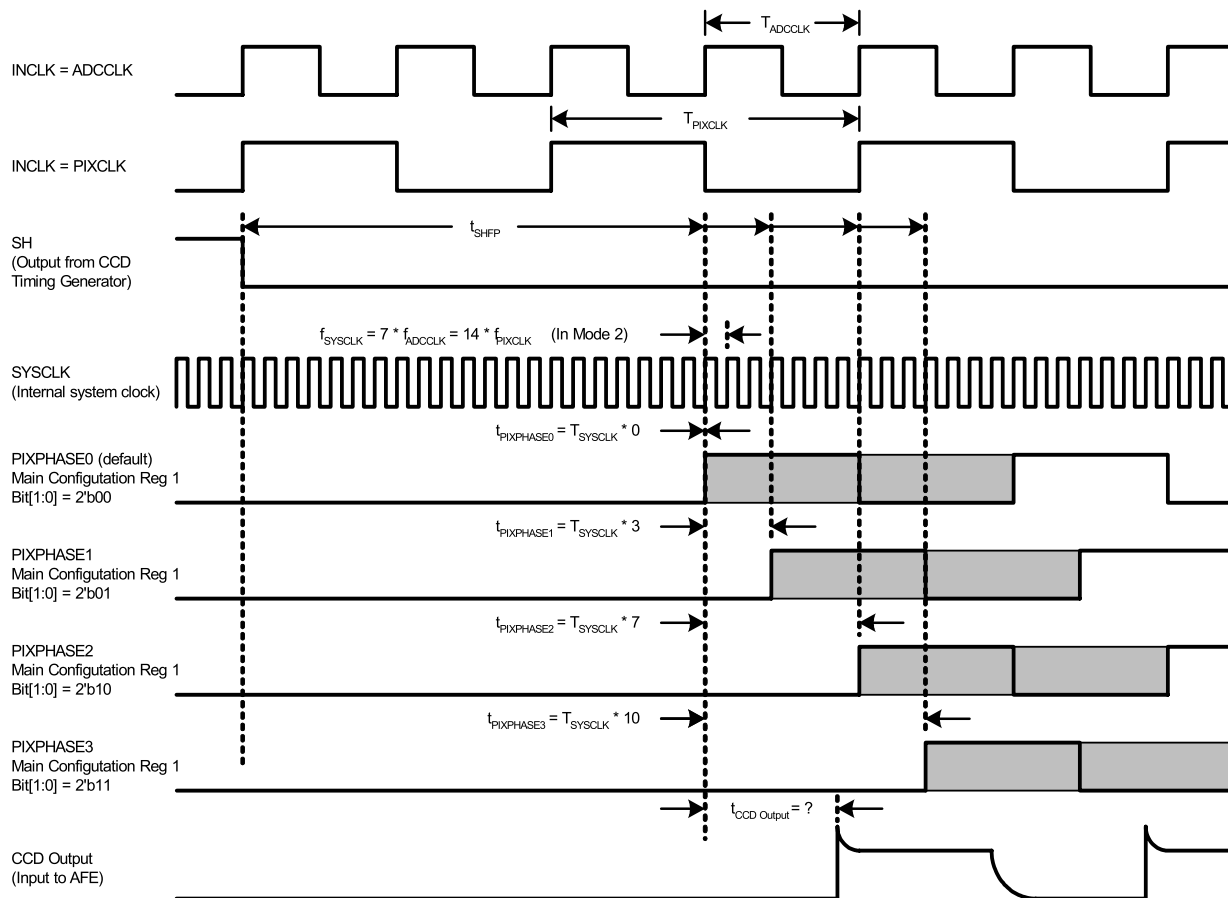 T_ADCCLK
INCLK = ADCCLK
T_PIXCLK
INCLK = PIXCLK
t_SHFP
SH
(Output from CCD
Timing Generator)
f_SYSCLK = 7 * f_ADCCLK = 14 * f_PIXCLK (In Mode 2)
SYSCLK
(Internal system clock)
t_PIXPHASE0 = T_SYSCLK * 0
PIXPHASE0 (default)
Main Configutation Reg 1
Bit[1:0] = 2'b00
t_PIXPHASE1 = T_SYSCLK * 3
PIXPHASE1
Main Configutation Reg 1
Bit[1:0] = 2'b01
t_PIXPHASE2 = T_SYSCLK * 7
PIXPHASE2
Main Configutation Reg 1
Bit[1:0] = 2'b10
t_PIXPHASE3 = T_SYSCLK * 10
PIXPHASE3
Main Configutation Reg 1
Bit[1:0] = 2'b11
t_CCD Output = ?
CCD Output
(Input to AFE)